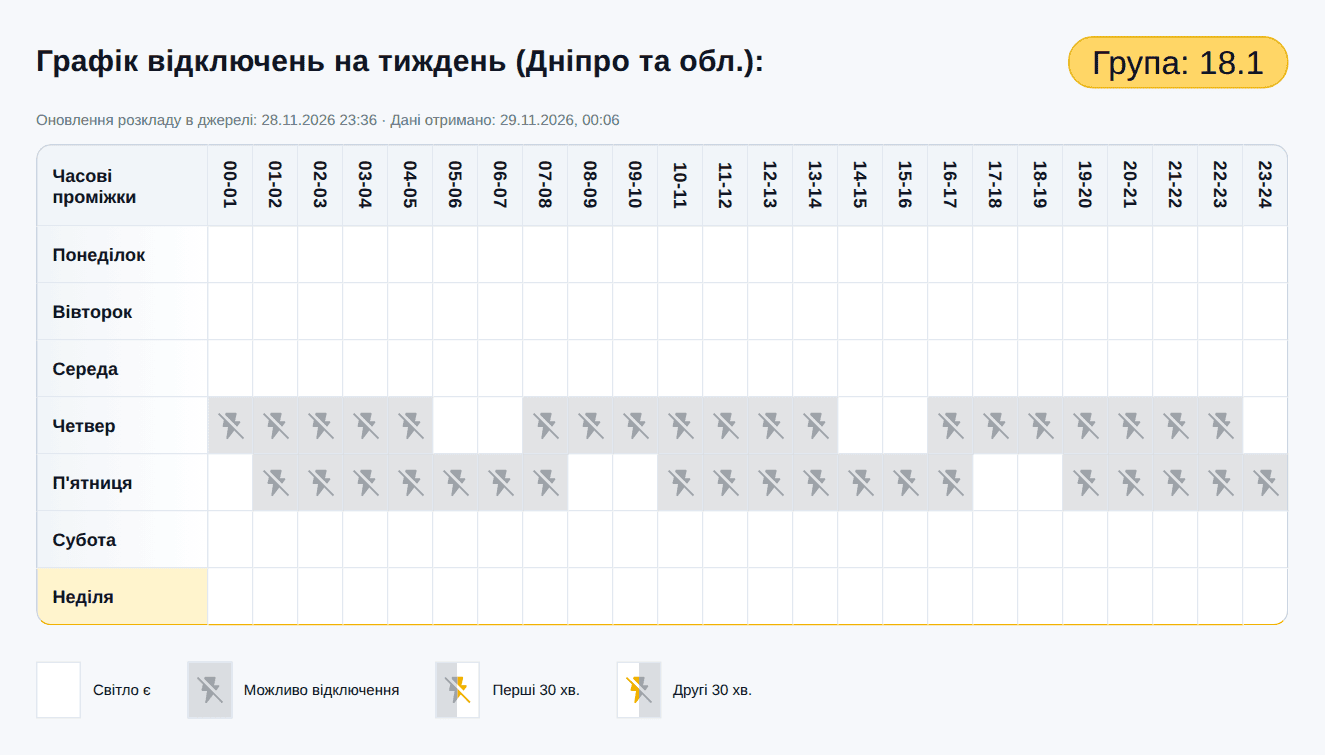 Графік відключень на тиждень (Дніпро та обл.):
Група: 18.1
Оновлення розкладу в джерелі: 28.11.2026 23:36 · Дані отримано: 29.11.2026, 00:06
Часові
проміжки
00-01
01-02
02-03
03-04
04-05
05-06
06-07
07-08
08-09
09-10
10-11
11-12
12-13
13-14
14-15
15-16
16-17
17-18
18-19
19-20
20-21
21-22
22-23
23-24
Понеділок
Вівторок
Середа
Четвер
П'ятниця
Субота
Неділя
Світло є
Можливо відключення
Перші 30 хв.
Другі 30 хв.